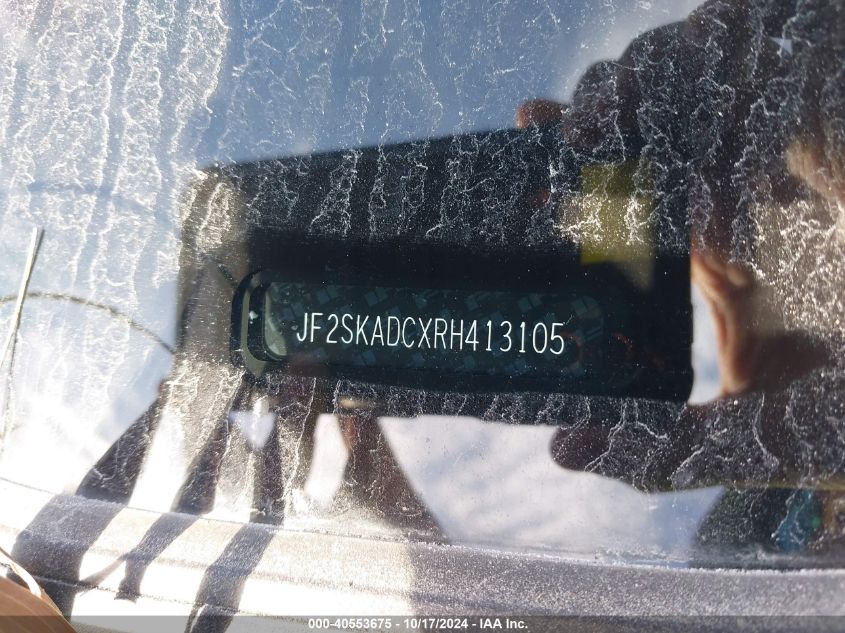 JF2SKADCXRH413105
000-40553675 | 10/17/2024 - IAA Inc.